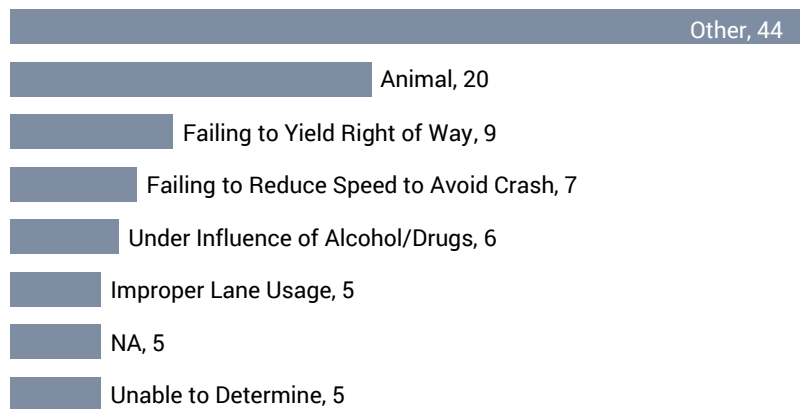 Other, 44
Animal, 20
Failing to Yield Right of Way, 9
Failing to Reduce Speed to Avoid Crash, 7
Under Influence of Alcohol/Drugs, 6
Improper Lane Usage, 5
NA, 5
Unable to Determine, 5